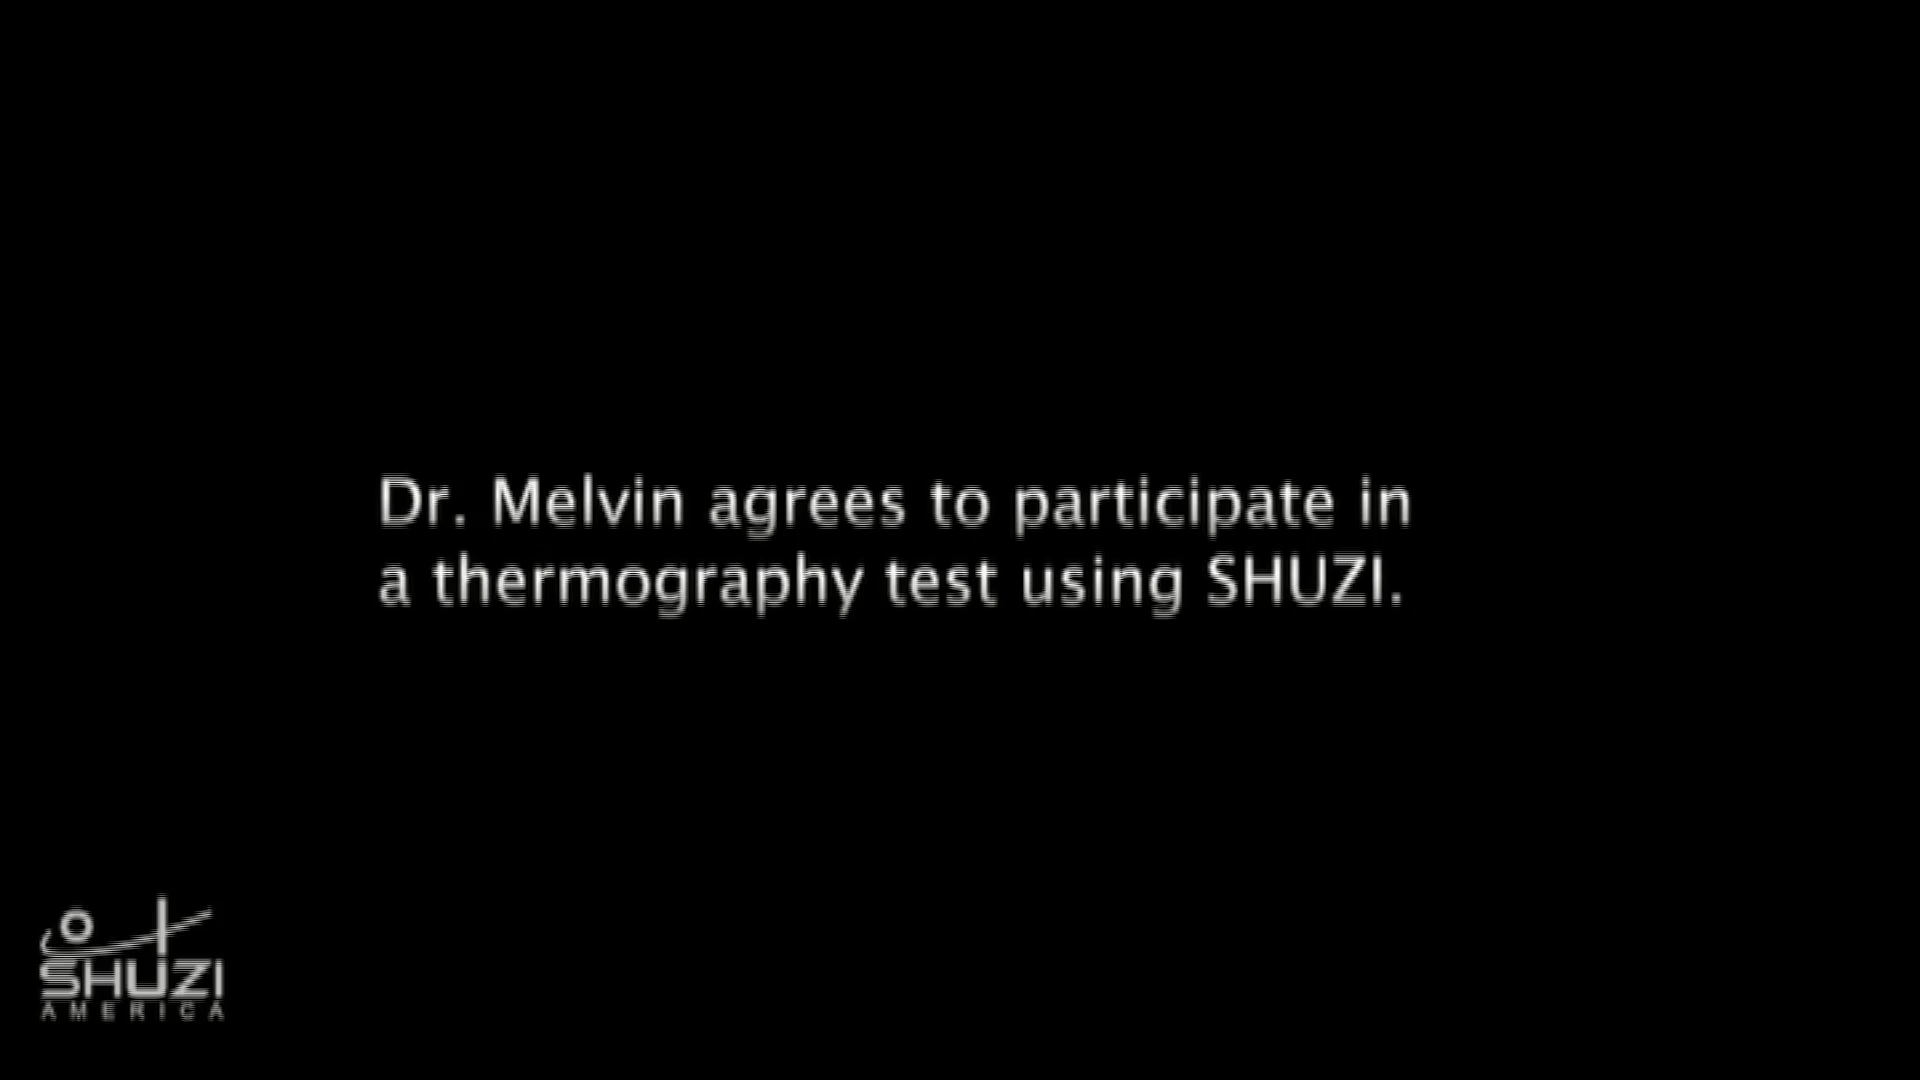 Dr. Melvin agrees to participate in
a thermography test using SHUZI.
SHUZI
AMERICA